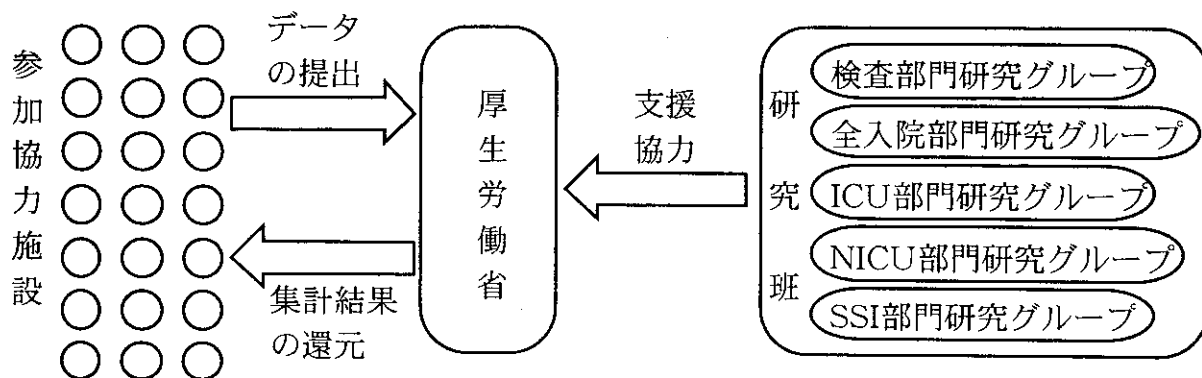 参加協力施設
データ
の提出
集計結果
の還元
厚生労働省
支援
協力
研究班
検査部門研究グループ
全入院部門研究グループ
ICU部門研究グループ
NICU部門研究グループ
SSI部門研究グループ